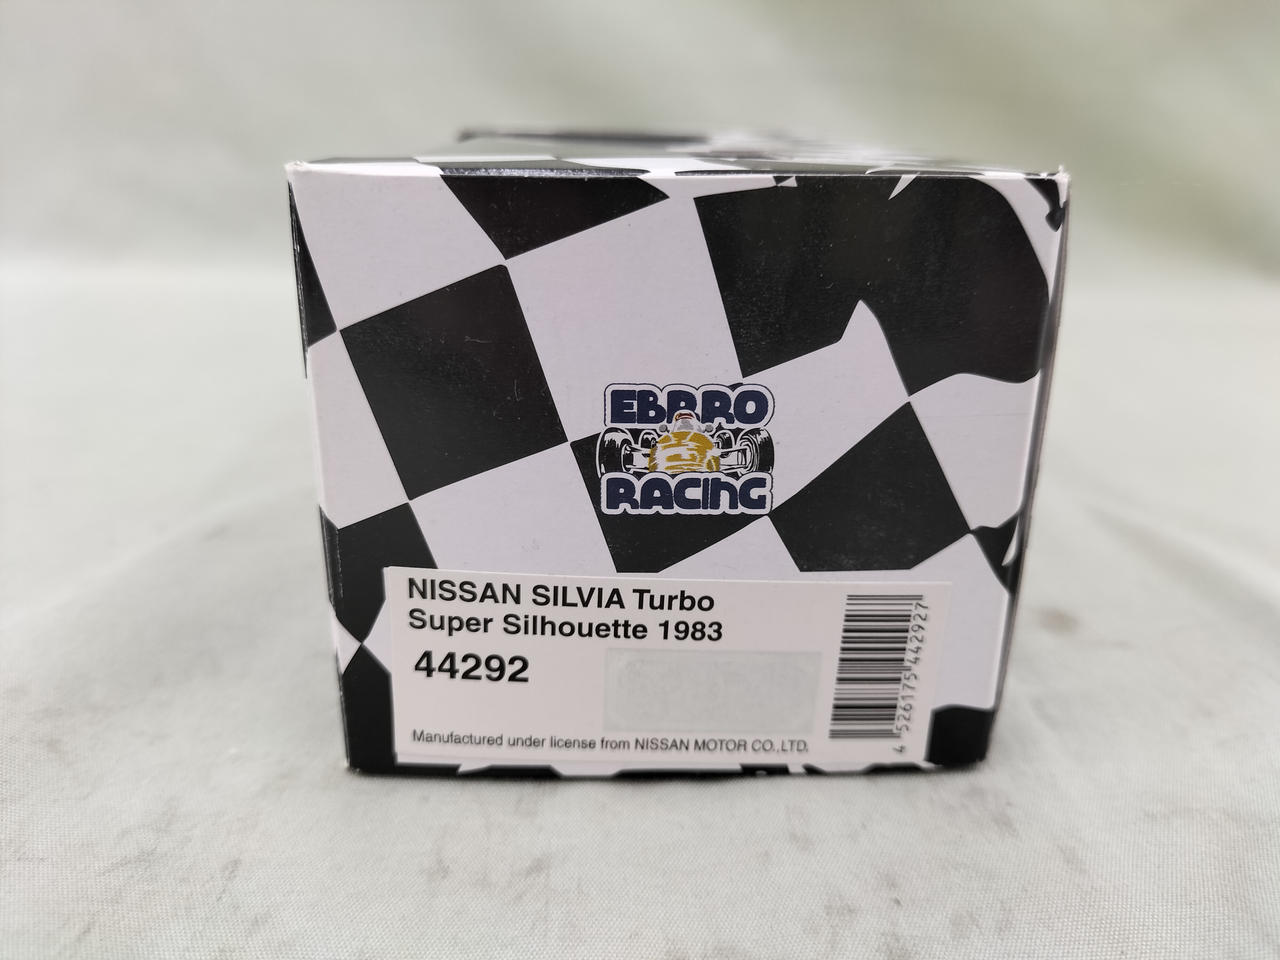 EBBRO
RACING
NISSAN SILVIA Turbo
Super Silhouette 1983
44292
Manufactured under license from NISSAN MOTOR CO.,LTD.
4 526175 442927